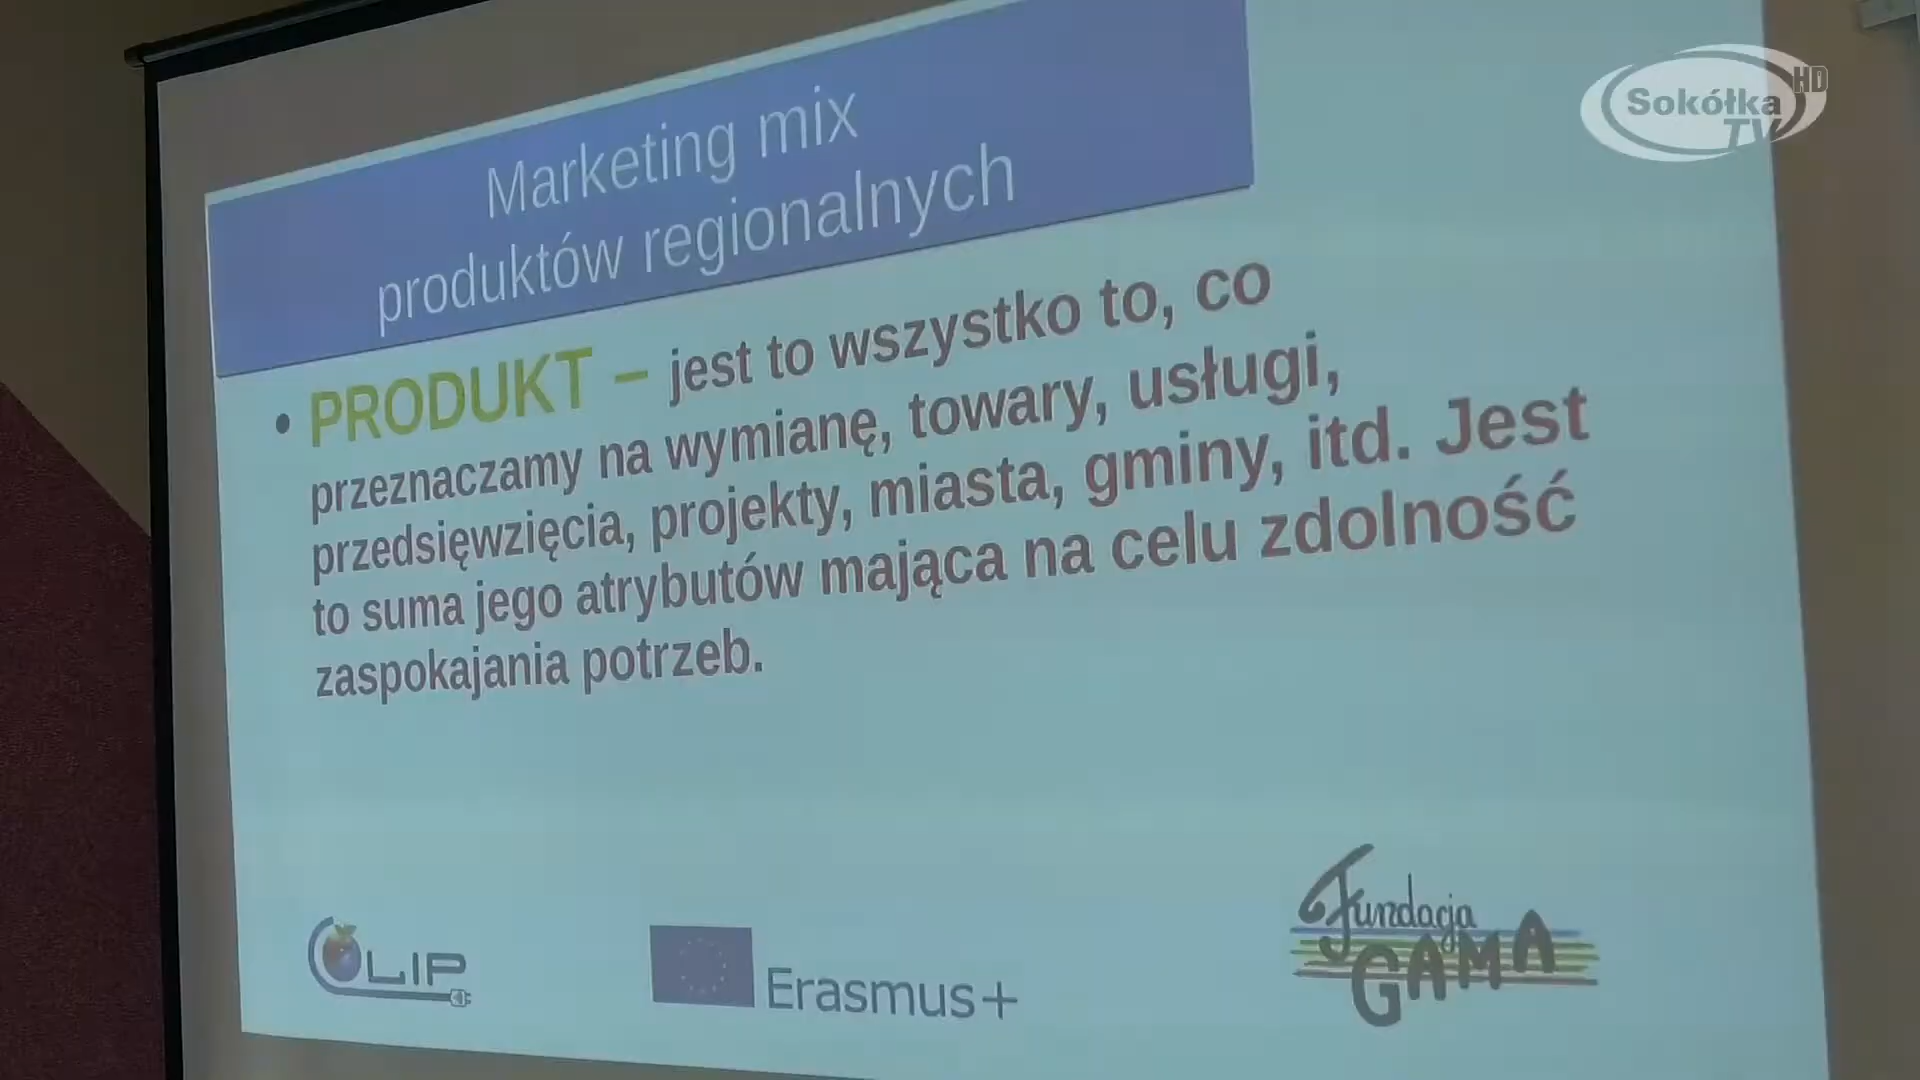 Sokółka HD
TV
Marketing mix
produktów regionalnych
• PRODUKT – jest to wszystko to, co
przeznaczamy na wymianę, towary, usługi,
przedsięwzięcia, projekty, miasta, gminy, itd. Jest
to suma jego atrybutów mająca na celu zdolność
zaspokajania potrzeb.
OLIP
Erasmus+
Fundacja
GAMA